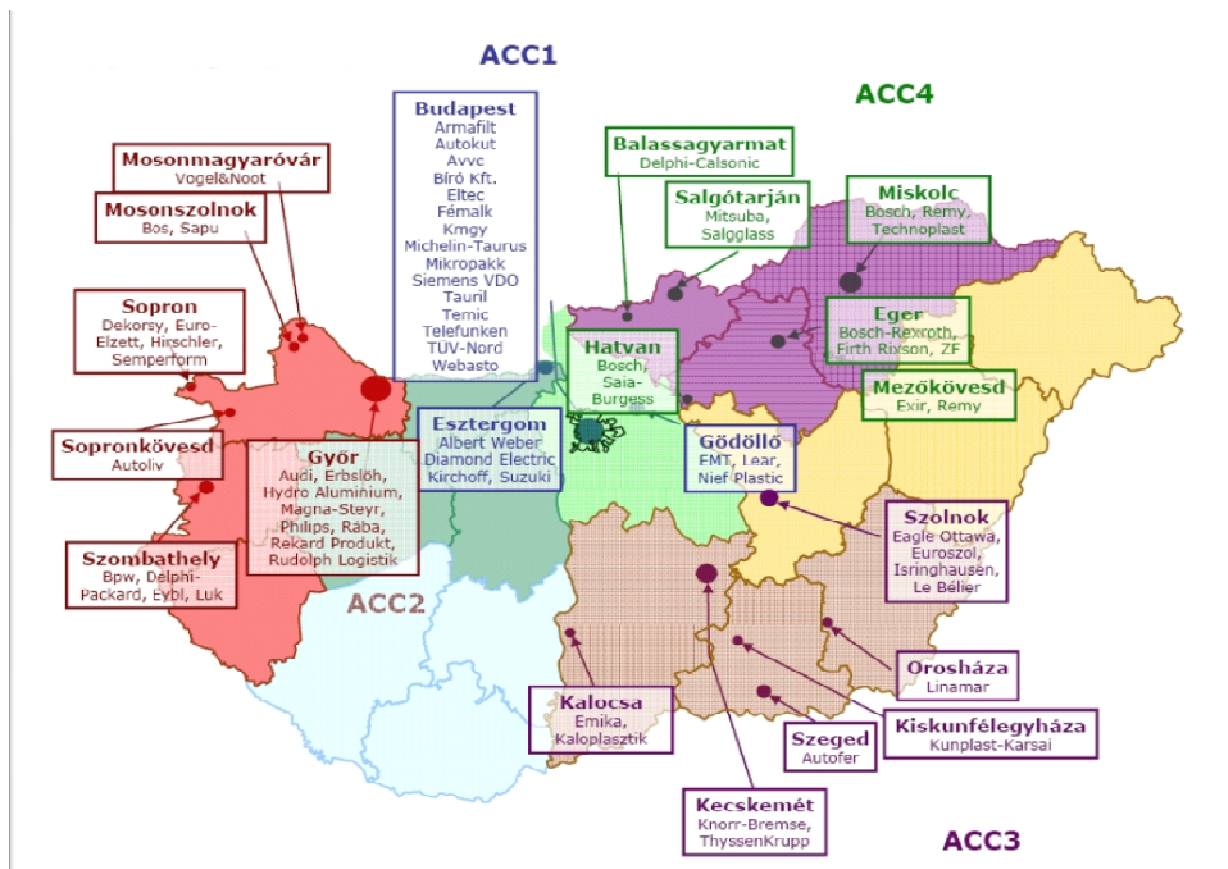 ACC1
ACC4
Budapest
Armafilt
Autokut
Avvc
Bíró Kft.
Eltec
Fémalk
Kmgy
Michelin-Taurus
Mikropakk
Siemens VDO
Tauril
Temic
Telefunken
TÜV-Nord
Webasto
Balassagyarmat
Delphi-Calsonic
Mosonmagyaróvár
Vogel&Noot
Mosonszolnok
Bos, Sapu
Salgótarján
Mitsuba,
Salgglass
Miskolc
Bosch, Remy,
Technoplast
Sopron
Dekorsy, Euro-
Elzett, Hirschler,
Semperform
Eger
Bosch-Rexroth,
Firth Rixson, ZF
Hatvan
Bosch,
Saia-
Burgess
Mezőkövesd
Exir, Remy
Sopronkövesd
Autoliv
Esztergom
Albert Weber
Diamond Electric
Kirchoff, Suzuki
Gödöllő
FMT, Lear,
Nief Plastic
Győr
Audi, Erbslöh,
Hydro Aluminium,
Magna-Steyr,
Philips, Rába,
Rekard Produkt,
Rudolph Logistik
Szolnok
Eagle Ottawa,
Euroszol,
Isringhausen,
Le Bélier
Szombathely
Bpw, Delphi-
Packard, Eybl, Luk
ACC2
Orosháza
Linamar
Kalocsa
Emika,
Kaloplasztik
Kiskunfélegyháza
Kunplast-Karsai
Szeged
Autofer
Kecskemét
Knorr-Bremse,
ThyssenKrupp
ACC3